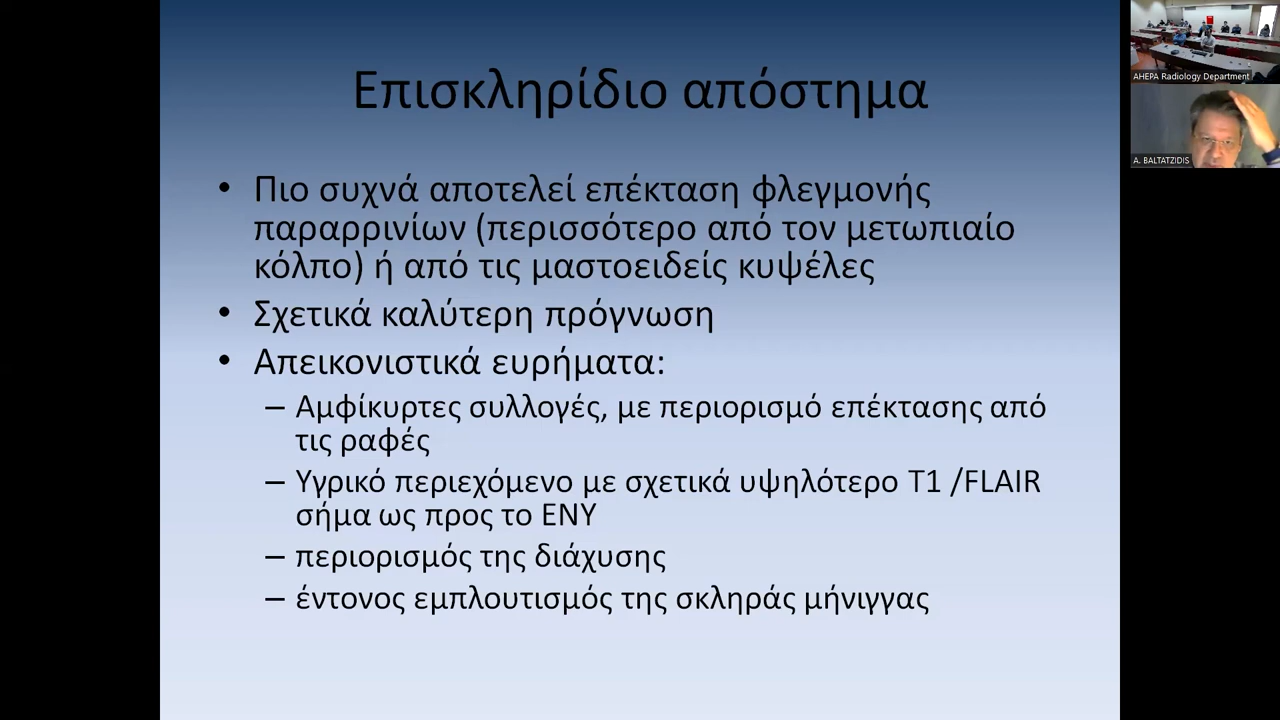 Επισκληρίδιο απόστημα
• Πιο συχνά αποτελεί επέκταση φλεγμονής
παραρρινίων (περισσότερο από τον μετωπιαίο
κόλπο) ή από τις μαστοειδείς κυψέλες
• Σχετικά καλύτερη πρόγνωση
• Απεικονιστικά ευρήματα:
– Αμφίκυρτες συλλογές, με περιορισμό επέκτασης από
τις ραφές
– Υγρικό περιεχόμενο με σχετικά υψηλότερο Τ1 /FLAIR
σήμα ως προς το ΕΝΥ
– περιορισμός της διάχυσης
– έντονος εμπλουτισμός της σκληράς μήνιγγας
AHEPA Radiology Department
A. BALTATZIDIS